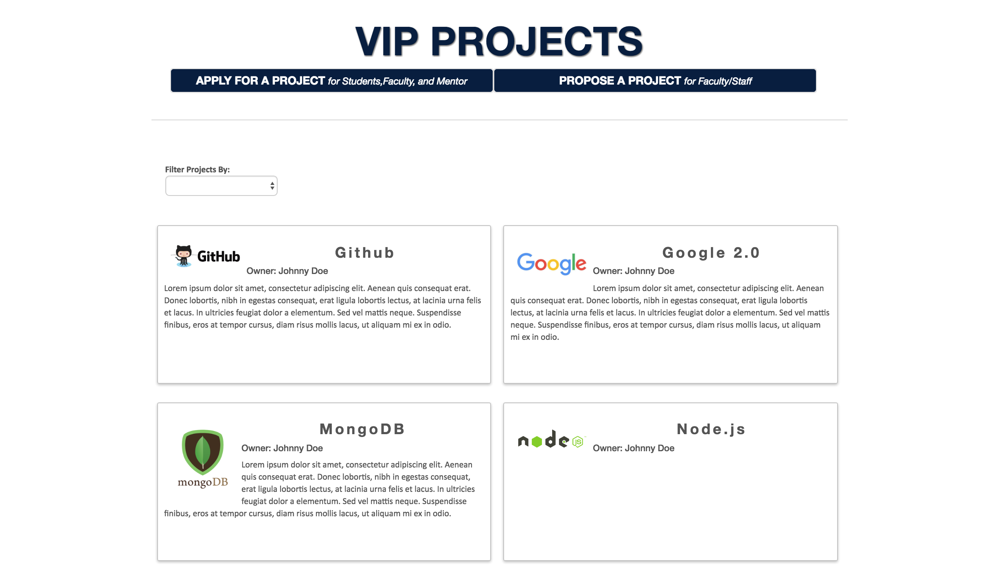 VIP PROJECTS
APPLY FOR A PROJECT for Students,Faculty, and Mentor
PROPOSE A PROJECT for Faculty/Staff
Filter Projects By:
GitHub
Github
Owner: Johnny Doe
Lorem ipsum dolor sit amet, consectetur adipiscing elit. Aenean quis consequat erat.
Donec lobortis, nibh in egestas consequat, erat ligula lobortis lectus, at lacinia urna felis
et lacus. In ultricies feugiat dolor a elementum. Sed vel mattis neque. Suspendisse
finibus, eros at tempor cursus, diam risus mollis lacus, ut aliquam mi ex in odio.
Google
Google 2.0
Owner: Johnny Doe
Lorem ipsum dolor sit amet, consectetur adipiscing elit. Aenean
quis consequat erat. Donec lobortis, nibh in egestas consequat, erat ligula lobortis
lectus, at lacinia urna felis et lacus. In ultricies feugiat dolor a elementum. Sed vel mattis
neque. Suspendisse finibus, eros at tempor cursus, diam risus mollis lacus, ut aliquam
mi ex in odio.
mongoDB
MongoDB
Owner: Johnny Doe
Lorem ipsum dolor sit amet, consectetur adipiscing elit. Aenean
quis consequat erat. Donec lobortis, nibh in egestas consequat,
erat ligula lobortis lectus, at lacinia urna felis et lacus. In ultricies
feugiat dolor a elementum. Sed vel mattis neque. Suspendisse
finibus, eros at tempor cursus, diam risus mollis lacus, ut aliquam mi ex in odio.
node JS™
Node.js
Owner: Johnny Doe